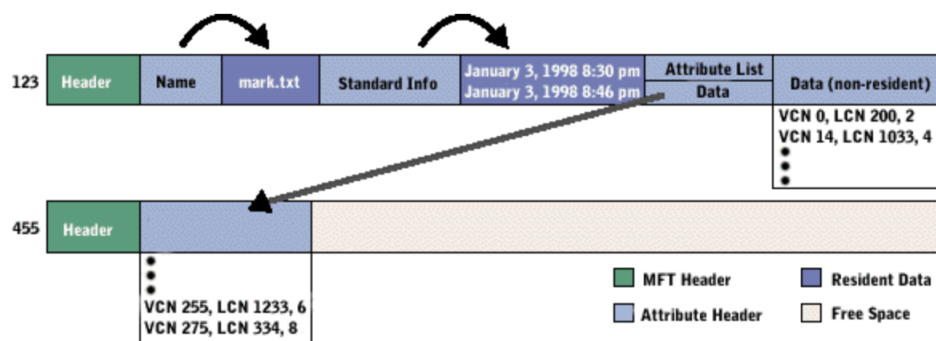 123
Header
Name
mark.txt
Standard Info
January 3, 1998 8:30 pm
January 3, 1998 8:46 pm
Attribute List
Data
Data (non-resident)
VCN 0, LCN 200, 2
VCN 14, LCN 1033, 4
455
Header
VCN 255, LCN 1233, 6
VCN 275, LCN 334, 8
MFT Header
Resident Data
Attribute Header
Free Space